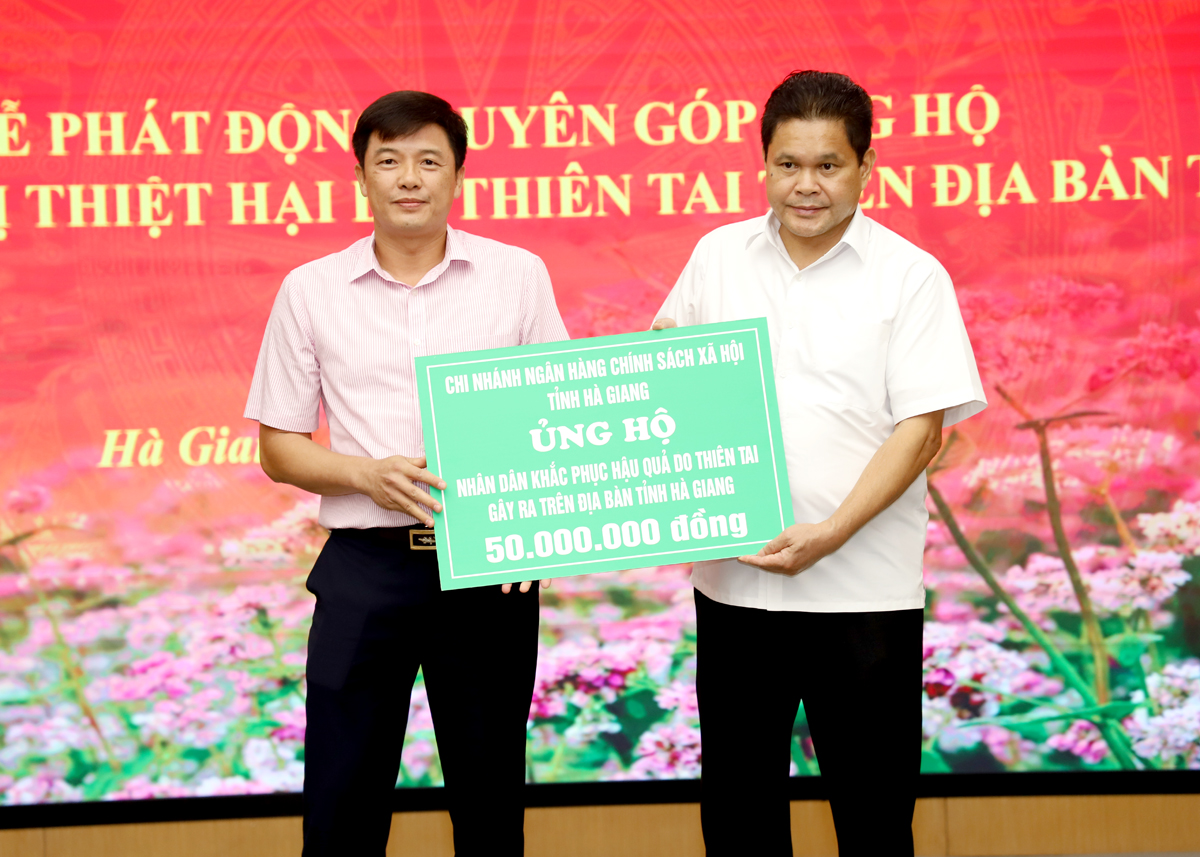 PHÁT ĐỘN UYÊN GÓP HỘ
THIỆT HẠI THIÊN TAI ĐỊA BÀN
Hà Gian
CHI NHÁNH NGÂN HÀNG CHÍNH SÁCH XÃ HỘI
TỈNH HÀ GIANG
ỦNG HỘ
NHÂN DÂN KHẮC PHỤC HẬU QUẢ DO THIÊN TAI
GÂY RA TRÊN ĐỊA BÀN TỈNH HÀ GIANG
50.000.000 đồng